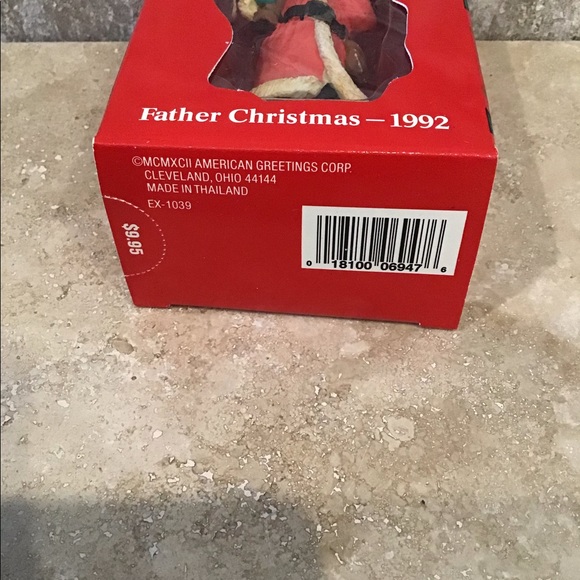 Father Christmas — 1992
©MCMXCII AMERICAN GREETINGS CORP.
CLEVELAND, OHIO 44144
MADE IN THAILAND
EX-1039
$9.95
0 18100 06947 6